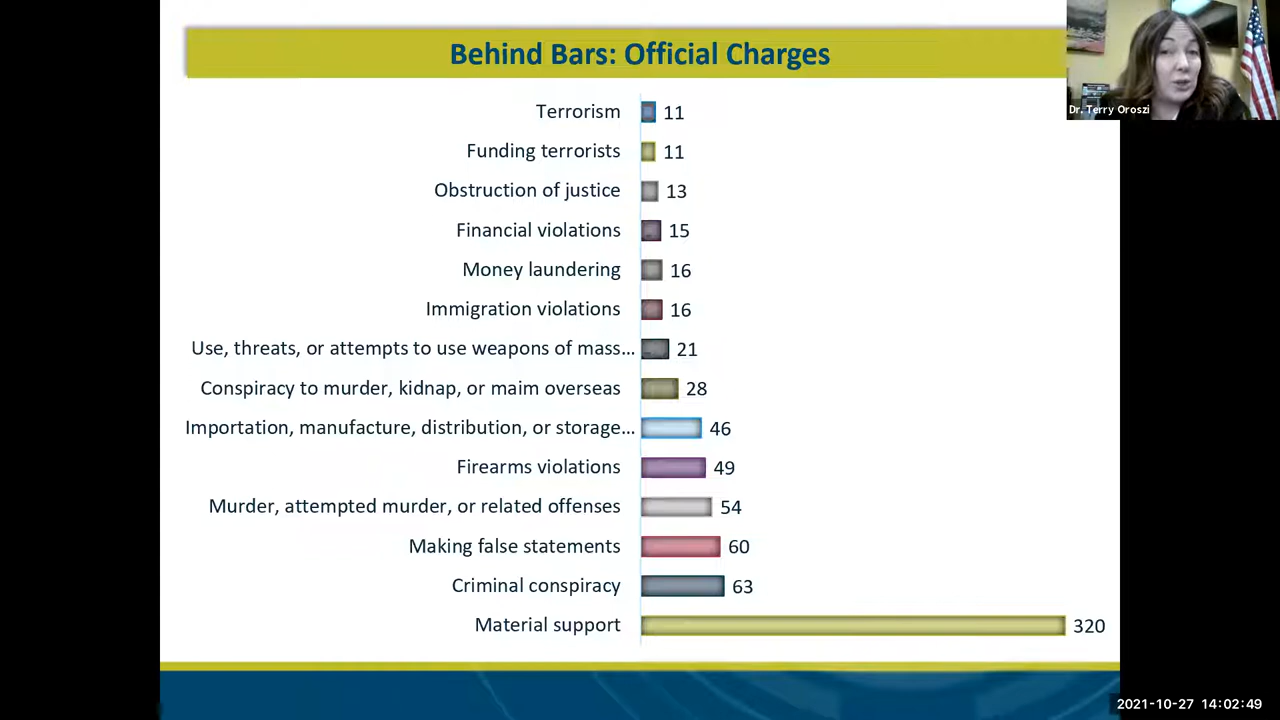 Behind Bars: Official Charges
Dr. Terry Oroszi
Terrorism 11
Funding terrorists 11
Obstruction of justice 13
Financial violations 15
Money laundering 16
Immigration violations 16
Use, threats, or attempts to use weapons of mass... 21
Conspiracy to murder, kidnap, or maim overseas 28
Importation, manufacture, distribution, or storage... 46
Firearms violations 49
Murder, attempted murder, or related offenses 54
Making false statements 60
Criminal conspiracy 63
Material support 320
2021-10-27 14:02:49